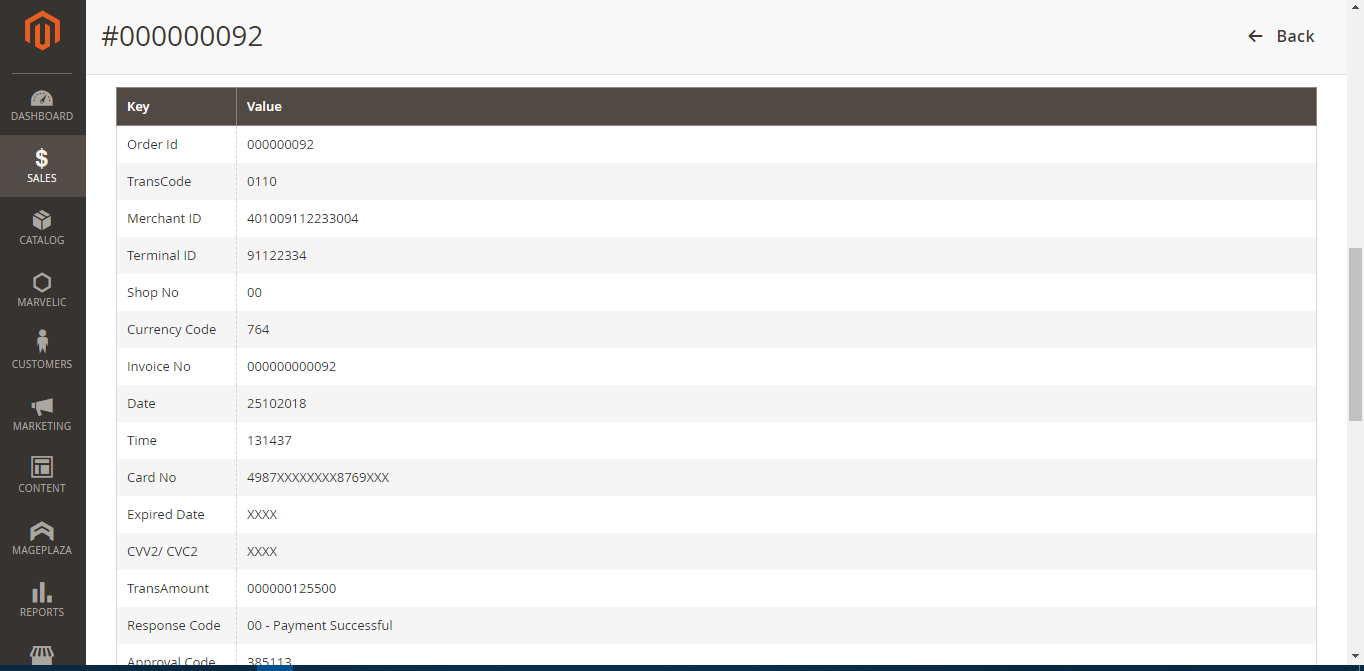 #000000092
Back
DASHBOARD
SALES
CATALOG
MARVELIC
CUSTOMERS
MARKETING
CONTENT
MAGEPLAZA
REPORTS
Key Value
Order Id 000000092
TransCode 0110
Merchant ID 401009112233004
Terminal ID 91122334
Shop No 00
Currency Code 764
Invoice No 000000000092
Date 25102018
Time 131437
Card No 4987XXXXXXXX8769XXX
Expired Date XXXX
CVV2/ CVC2 XXXX
TransAmount 000000125500
Response Code 00 - Payment Successful
Approval Code 385113